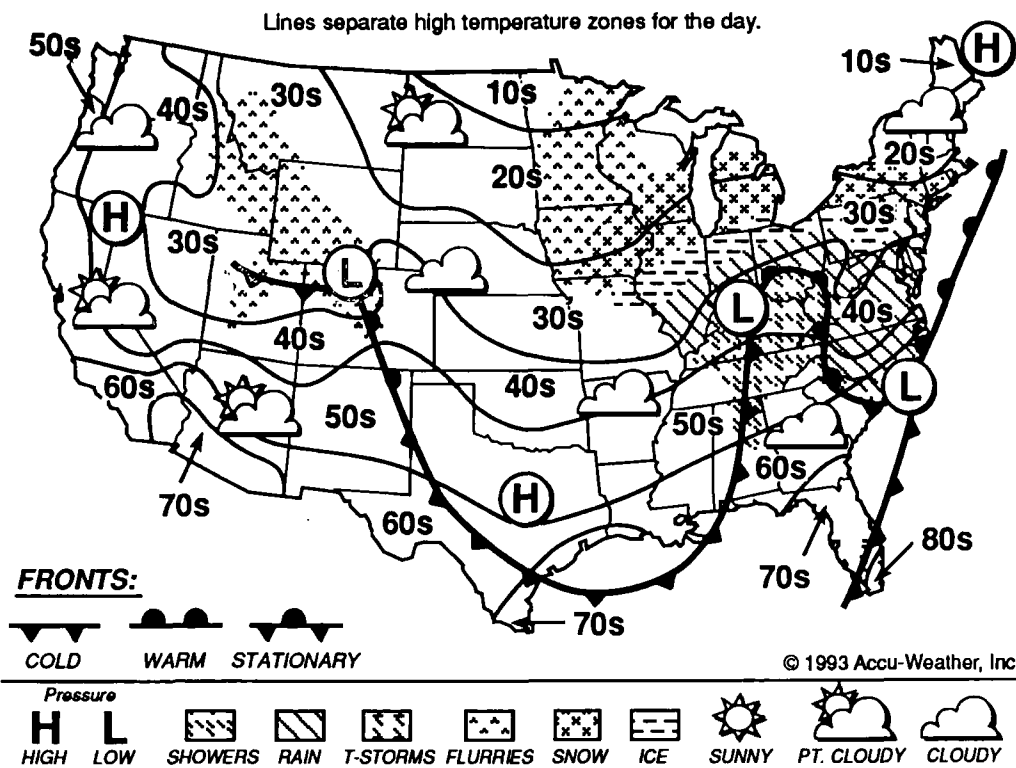 Lines separate high temperature zones for the day.
50s
10s
H
40s
30s
10s
20s
20s
H
30s
30s
L
L
30s
40s
40s
60s
40s
L
50s
50s
60s
70s
H
60s
80s
70s
70s
FRONTS:
COLD WARM STATIONARY
© 1993 Accu-Weather, Inc
Pressure
H L
HIGH LOW SHOWERS RAIN T-STORMS FLURRIES SNOW ICE SUNNY PT. CLOUDY CLOUDY